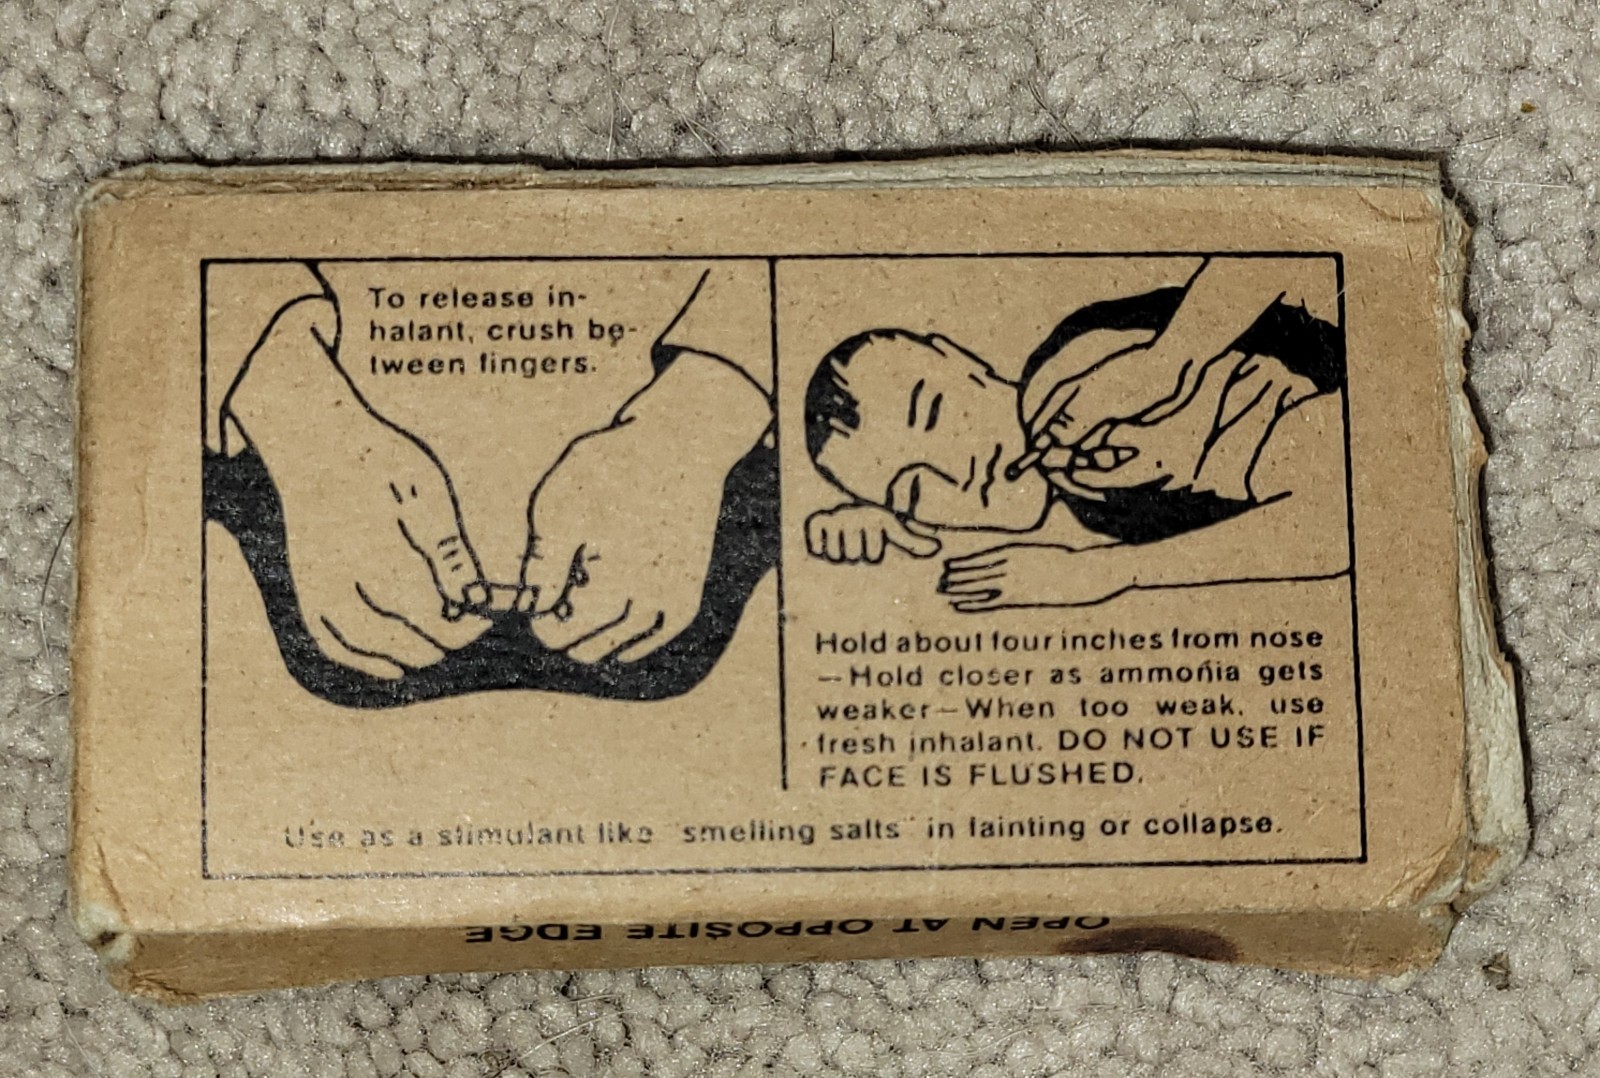 To release in-
halant, crush be-
tween fingers.
Hold about four inches from nose
—Hold closer as ammonia gets
weaker—When too weak, use
fresh inhalant. DO NOT USE IF
FACE IS FLUSHED.
Use as a stimulant like "smelling salts" in fainting or collapse.
OPEN AT OPPOSITE EDGE